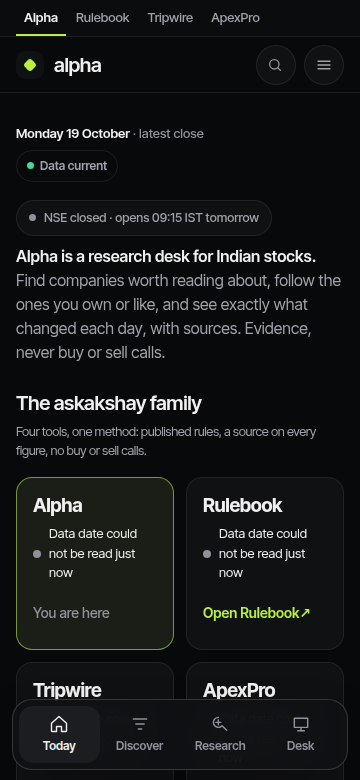 Alpha Rulebook Tripwire ApexPro
alpha
Monday 19 October · latest close
Data current
NSE closed · opens 09:15 IST tomorrow
Alpha is a research desk for Indian stocks.
Find companies worth reading about, follow the
ones you own or like, and see exactly what
changed each day, with sources. Evidence,
never buy or sell calls.
The askakshay family
Four tools, one method: published rules, a source on every
figure, no buy or sell calls.
Alpha
Data date could
not be read just
now
You are here
Rulebook
Data date could
not be read just
now
Open Rulebook↗
Tripwire
ApexPro
Today Discover Research Desk